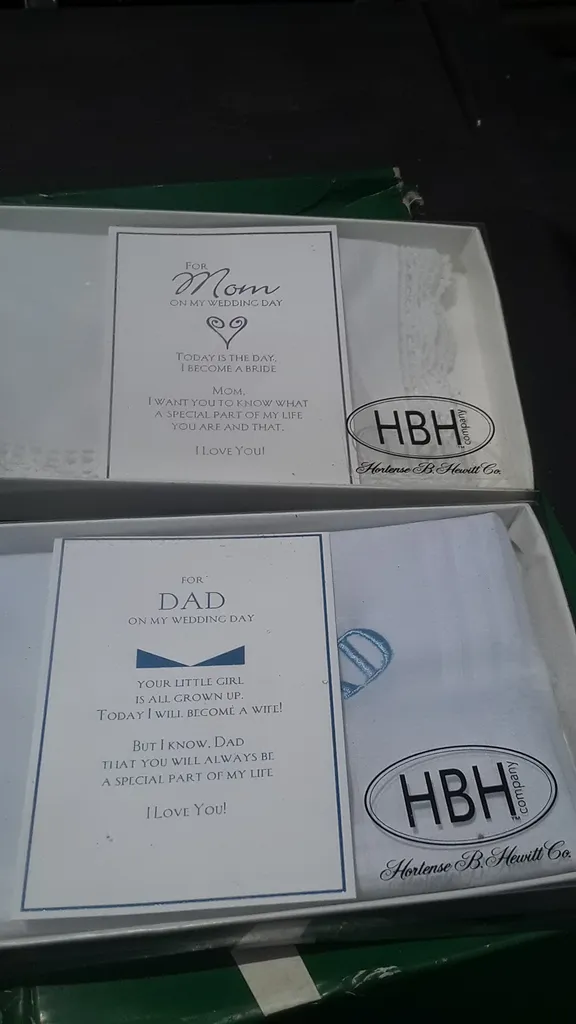 FOR
Mom
ON MY WEDDING DAY
TODAY IS THE DAY,
I BECOME A BRIDE
MOM,
I WANT YOU TO KNOW WHAT
A SPECIAL PART OF MY LIFE
YOU ARE AND THAT,
I LOVE YOU!
HBH
the company
Hortense B. Hewitt Co.
FOR
DAD
ON MY WEDDING DAY
YOUR LITTLE GIRL
IS ALL GROWN UP.
TODAY I WILL BECOME A WIFE!
BUT I KNOW, DAD
THAT YOU WILL ALWAYS BE
A SPECIAL PART OF MY LIFE
I LOVE YOU!
D
HBH
the company
Hortense B. Hewitt Co.